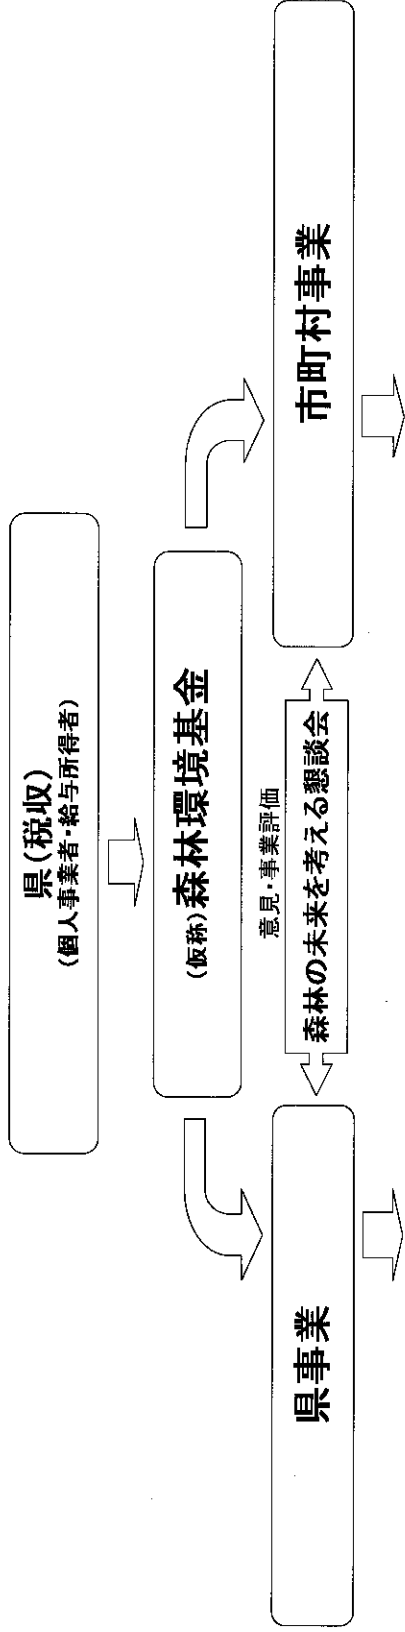 県(税収)
(個人事業者・給与所得者)
(仮称)森林環境基金
意見・事業評価
森林の未来を考える懇談会
県事業
市町村事業